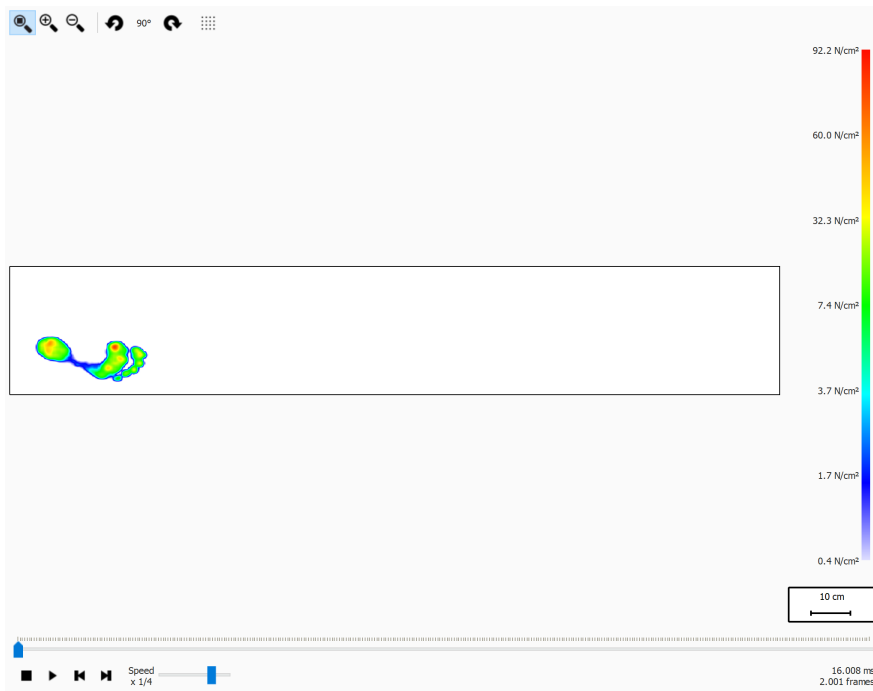 90°
92.2 N/cm²
60.0 N/cm²
32.3 N/cm²
7.4 N/cm²
3.7 N/cm²
1.7 N/cm²
0.4 N/cm²
10 cm
Speed
x 1/4
16.008 ms
2.001 frames